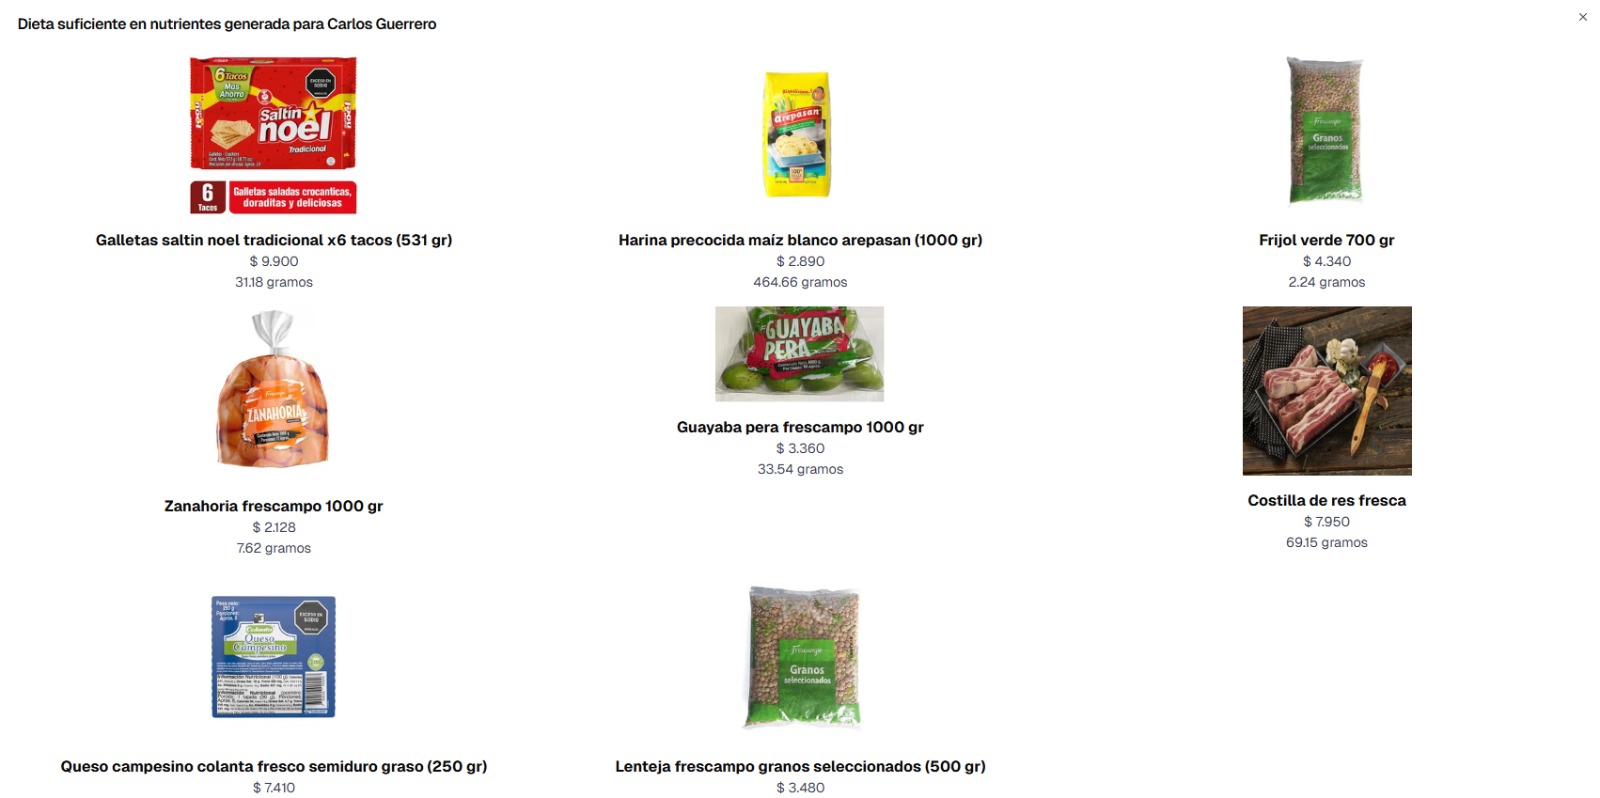 Dieta suficiente en nutrientes generada para Carlos Guerrero
×
6 Tacos
Más
Ahorro
EXCESO EN
SODIO
Saltín
noel
Tradicional
6
Tacos
Galletas saladas crocanticas,
doraditas y deliciosas
Galletas saltin noel tradicional x6 tacos (531 gr)
$ 9.900
31.18 gramos
arepasan
Harina precocida maíz blanco arepasan (1000 gr)
$ 2.890
464.66 gramos
Frescampo
Granos
seleccionados
Frijol verde 700 gr
$ 4.340
2.24 gramos
Frescampo
ZANAHORIA
Zanahoria frescampo 1000 gr
$ 2.128
7.62 gramos
GUAYABA
PERA
Guayaba pera frescampo 1000 gr
$ 3.360
33.54 gramos
Costilla de res fresca
$ 7.950
69.15 gramos
EXCESO EN
SODIO
Colanta
Queso
Campesino
Queso campesino colanta fresco semiduro graso (250 gr)
$ 7.410
Frescampo
Granos
seleccionados
Lenteja frescampo granos seleccionados (500 gr)
$ 3.480